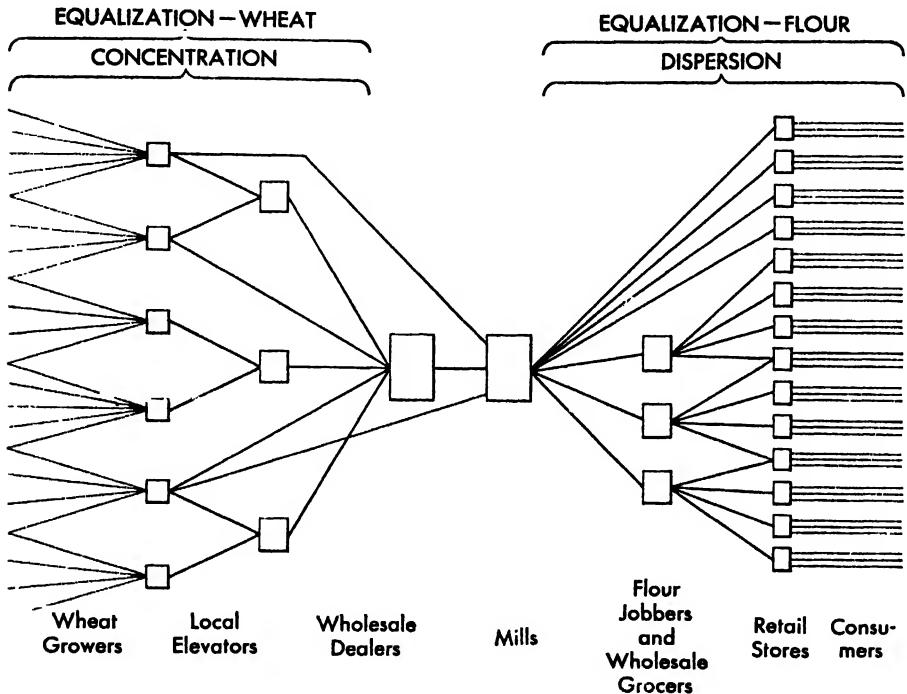 EQUALIZATION—WHEAT
EQUALIZATION—FLOUR
CONCENTRATION
DISPERSION
Wheat
Growers
Local
Elevators
Wholesale
Dealers
Mills
Flour
Jobbers
and
Wholesale
Grocers
Retail
Stores
Consu-
mers